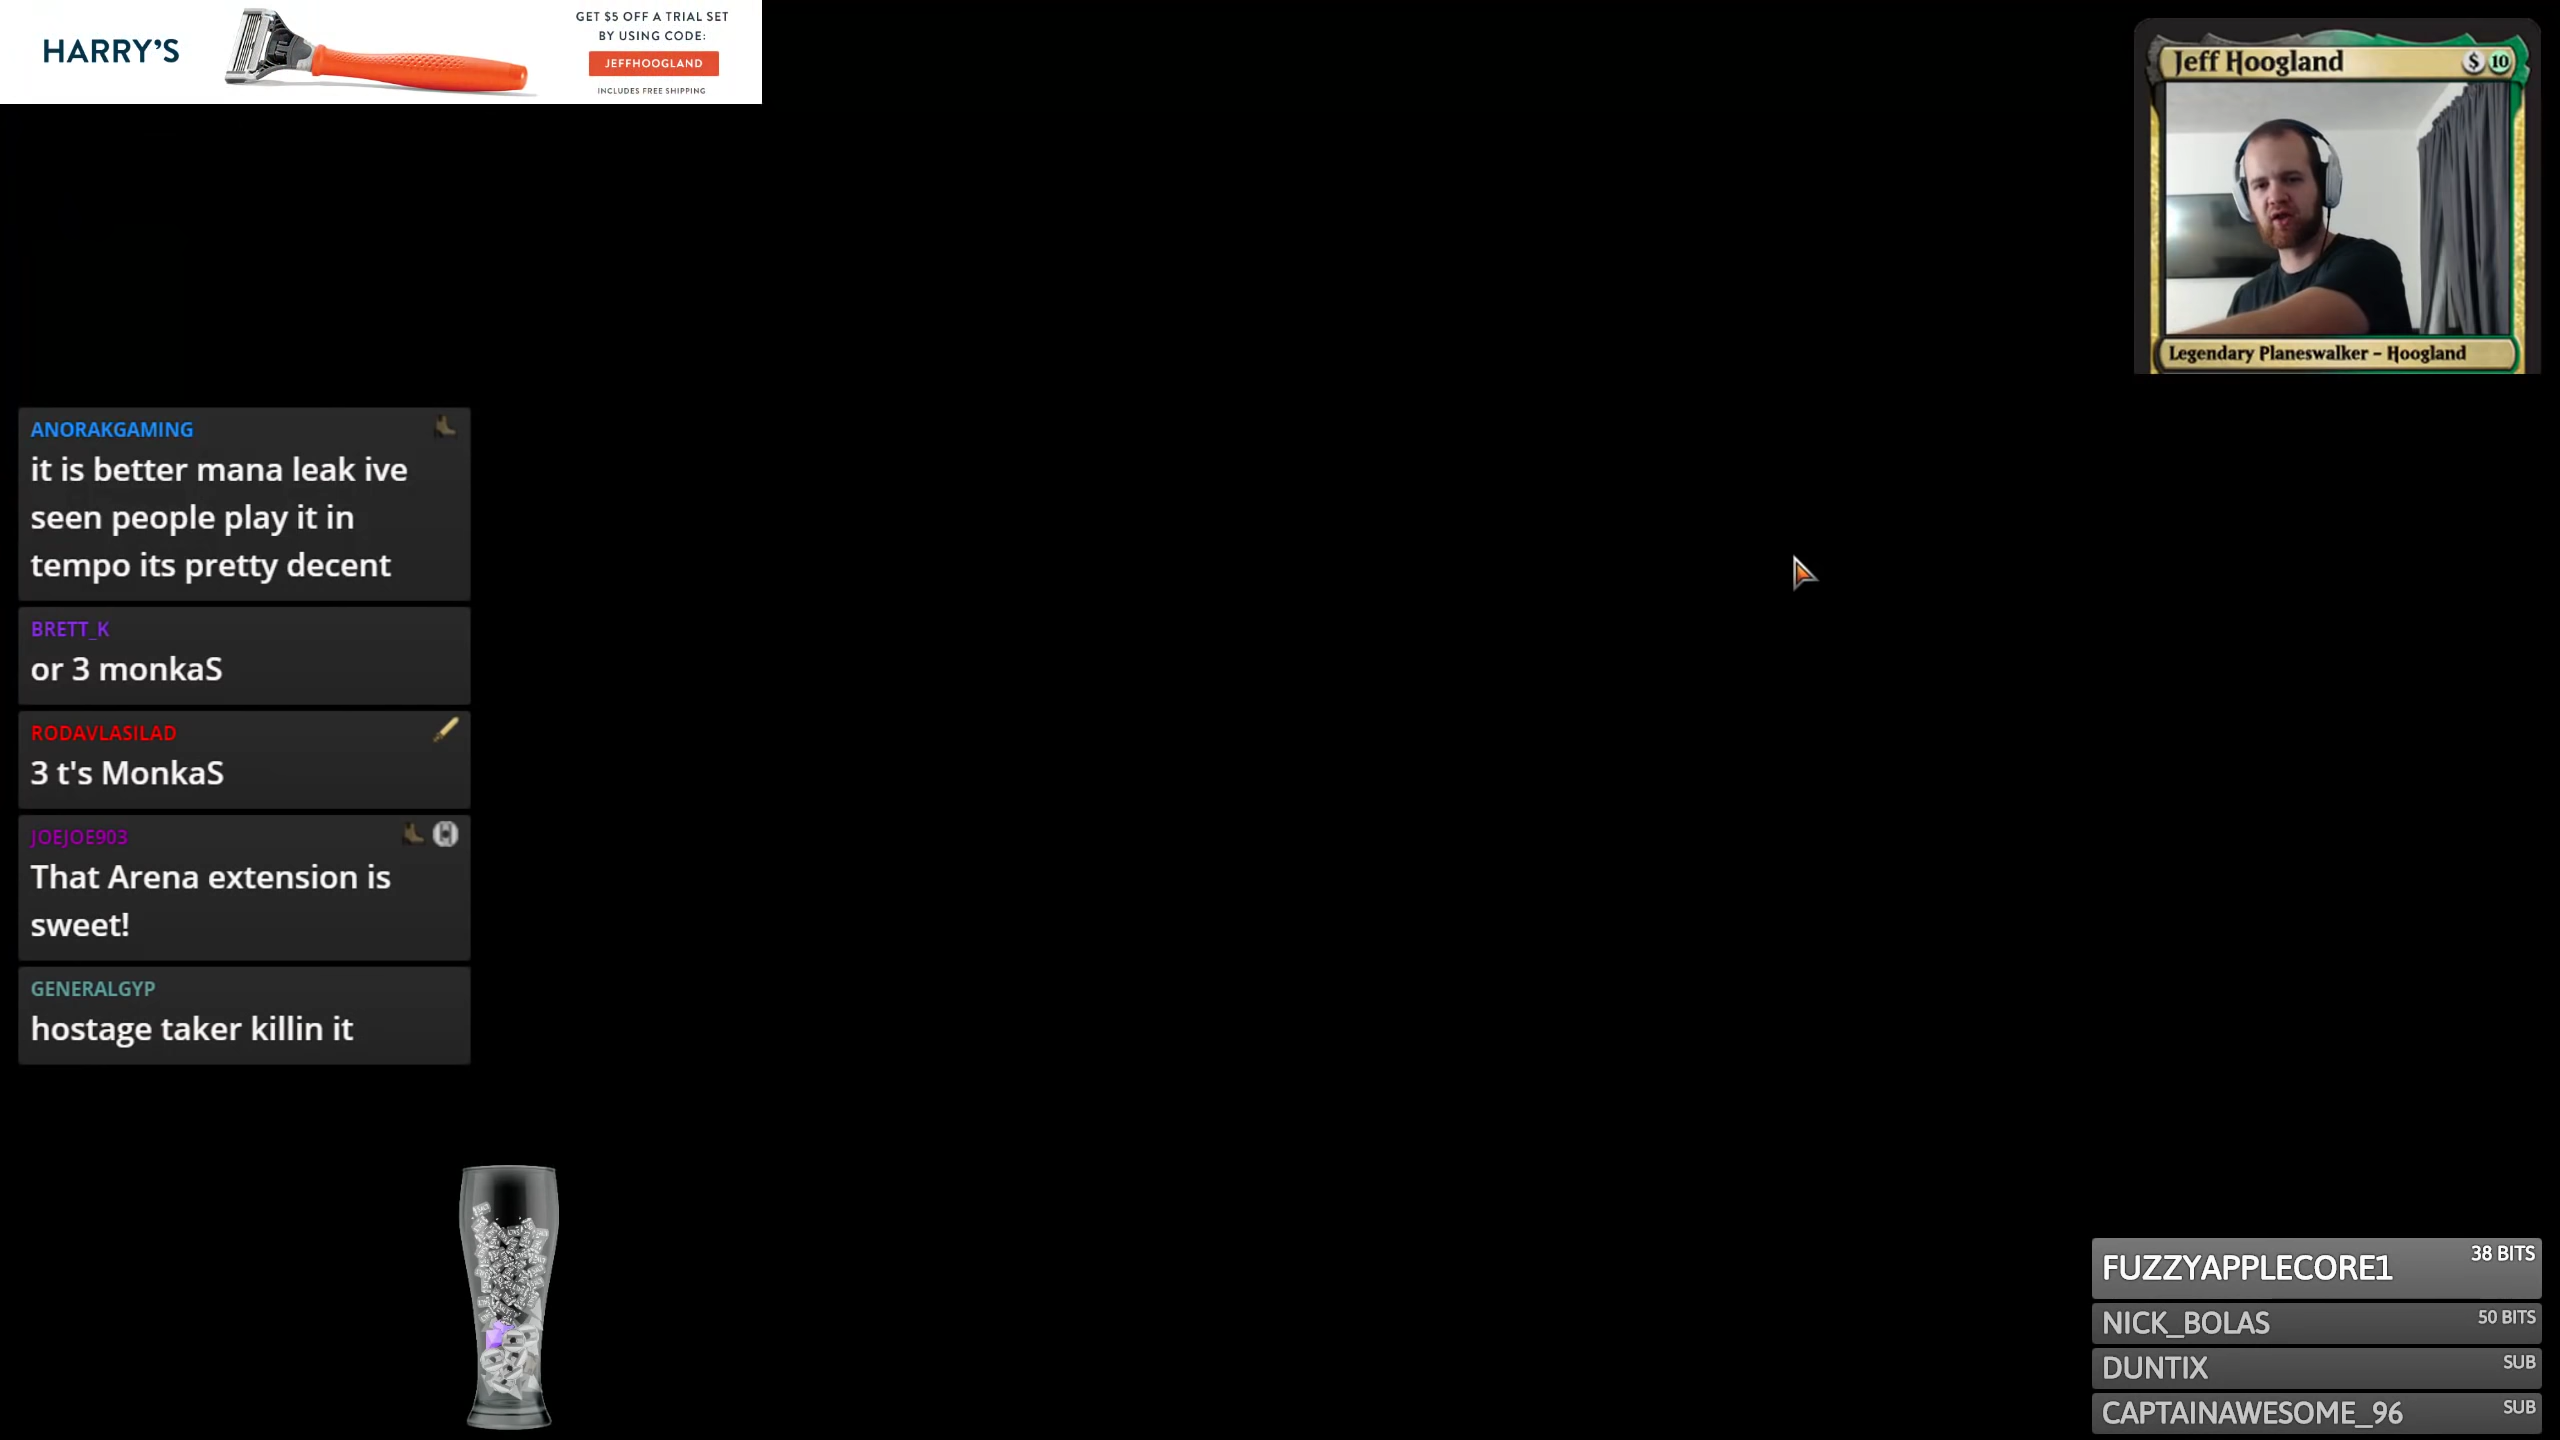 HARRY'S
GET $5 OFF A TRIAL SET
BY USING CODE:
JEFFHOOGLAND
INCLUDES FREE SHIPPING
Jeff Hoogland
$ 10
Legendary Planeswalker - Hoogland
ANORAKGAMING
it is better mana leak ive
seen people play it in
tempo its pretty decent
BRETT_K
or 3 monkaS
RODAVLASILAD
3 t's MonkaS
JOEJOE903
That Arena extension is
sweet!
GENERALGYP
hostage taker killin it
FUZZYAPPLECORE1 38 BITS
NICK_BOLAS 50 BITS
DUNTIX SUB
CAPTAINAWESOME_96 SUB